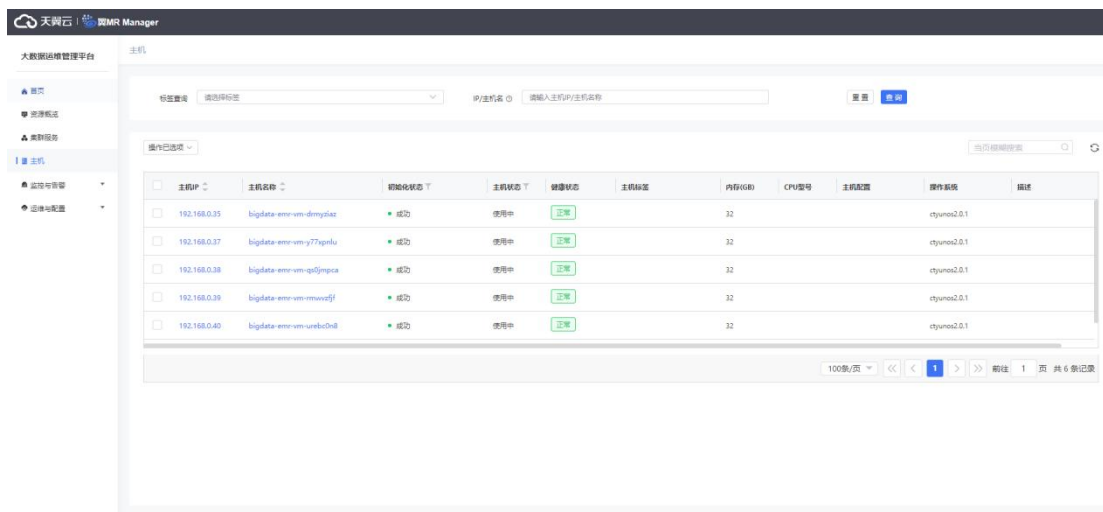 天翼云 翼MR Manager
大数据运维管理平台
主机
首页
资源概览
集群服务
主机
监控与告警
运维与配置
标签查询 请选择标签 IP/主机名 请输入主机IP/主机名称 重置 查询
操作已选项 当页模糊搜索
主机IP 主机名称 初始化状态 主机状态 健康状态 主机标签 内存(GB) CPU型号 主机配置 操作系统 描述
192.168.0.35 bigdata-emr-vm-drmyziaz 成功 使用中 正常 32 ctyunos2.0.1
192.168.0.37 bigdata-emr-vm-y77xpnlu 成功 使用中 正常 32 ctyunos2.0.1
192.168.0.38 bigdata-emr-vm-qs0jmpca 成功 使用中 正常 32 ctyunos2.0.1
192.168.0.39 成功 使用中 正常 32 ctyunos2.0.1
192.168.0.40 bigdata-emr-vm-urebc0n8 成功 使用中 正常 32 ctyunos2.0.1
100条/页 1 前往 1 页 共 6 条记录